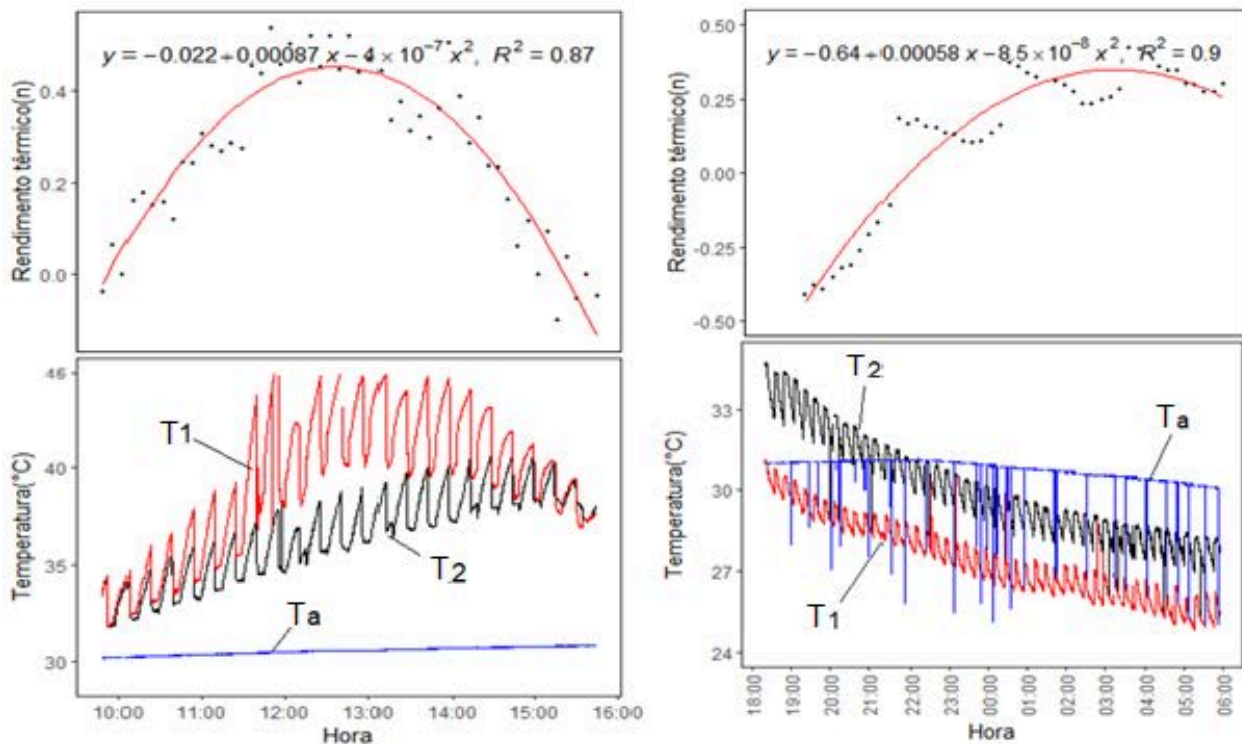 y = −0.022+0.00087 x−4×10⁻⁷ x², R² = 0.87
Rendimento térmico(n)
0.4
0.2
0.0
y = −0.64+0.00058 x−8.5×10⁻⁸ x², R² = 0.9
Rendimento térmico(n)
0.50
0.25
0.00
-0.25
-0.50
Temperatura(°C)
45
40
35
30
T1
T2
Ta
10:00 11:00 12:00 13:00 14:00 15:00 16:00
Hora
Temperatura(°C)
33
30
27
24
T2
Ta
T1
18:00 19:00 20:00 21:00 22:00 23:00 00:00 01:00 02:00 03:00 04:00 05:00 06:00
Hora